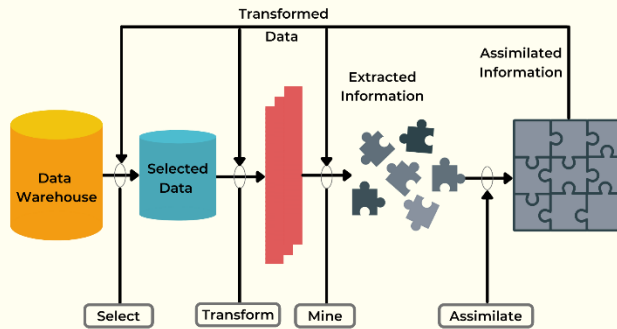 Transformed
Data
Assimilated
Information
Extracted
Information
Data
Warehouse
Selected
Data
Select
Transform
Mine
Assimilate